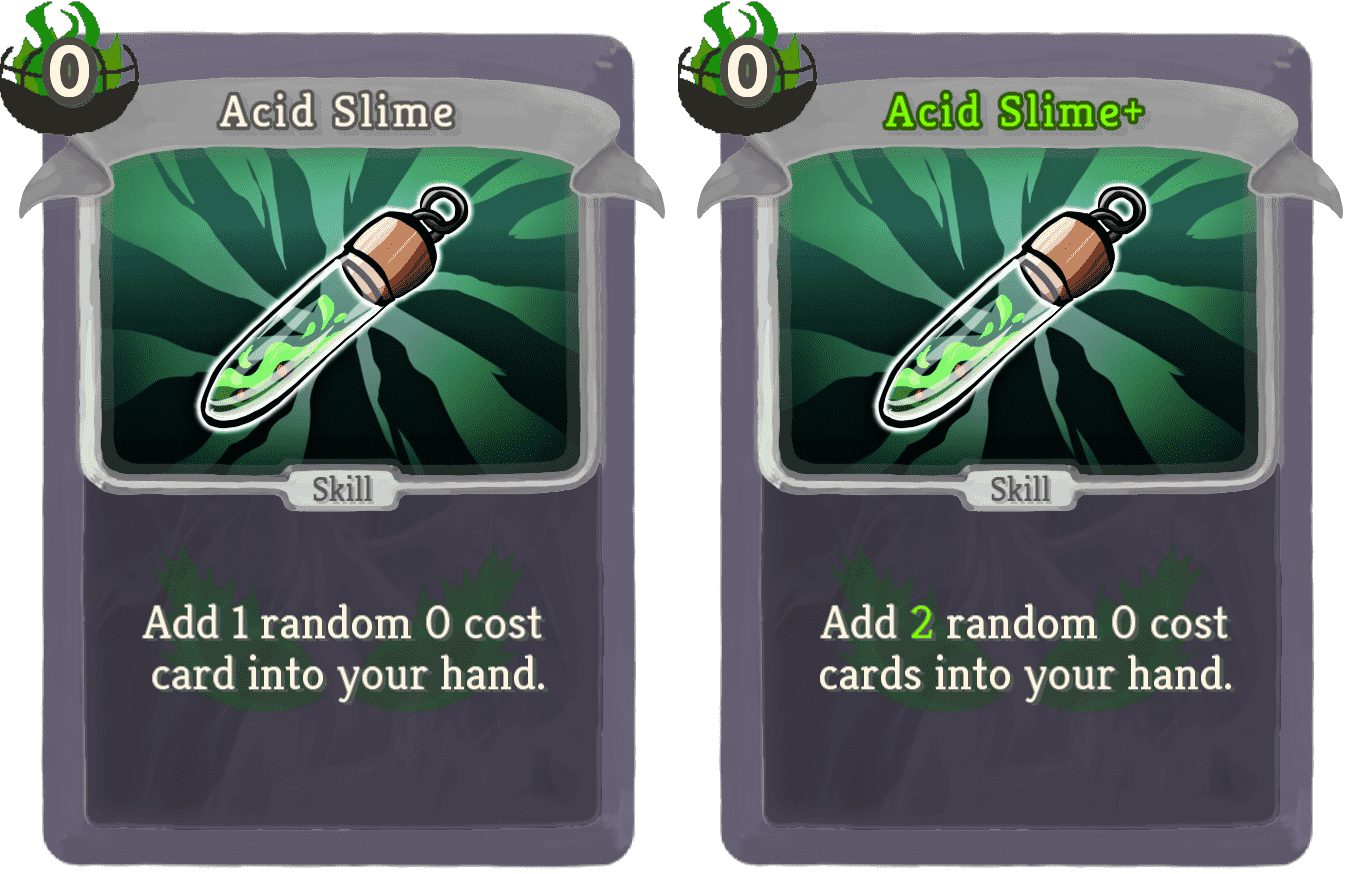 0
Acid Slime
Skill
Add 1 random 0 cost
card into your hand.
0
Acid Slime+
Skill
Add 2 random 0 cost
cards into your hand.